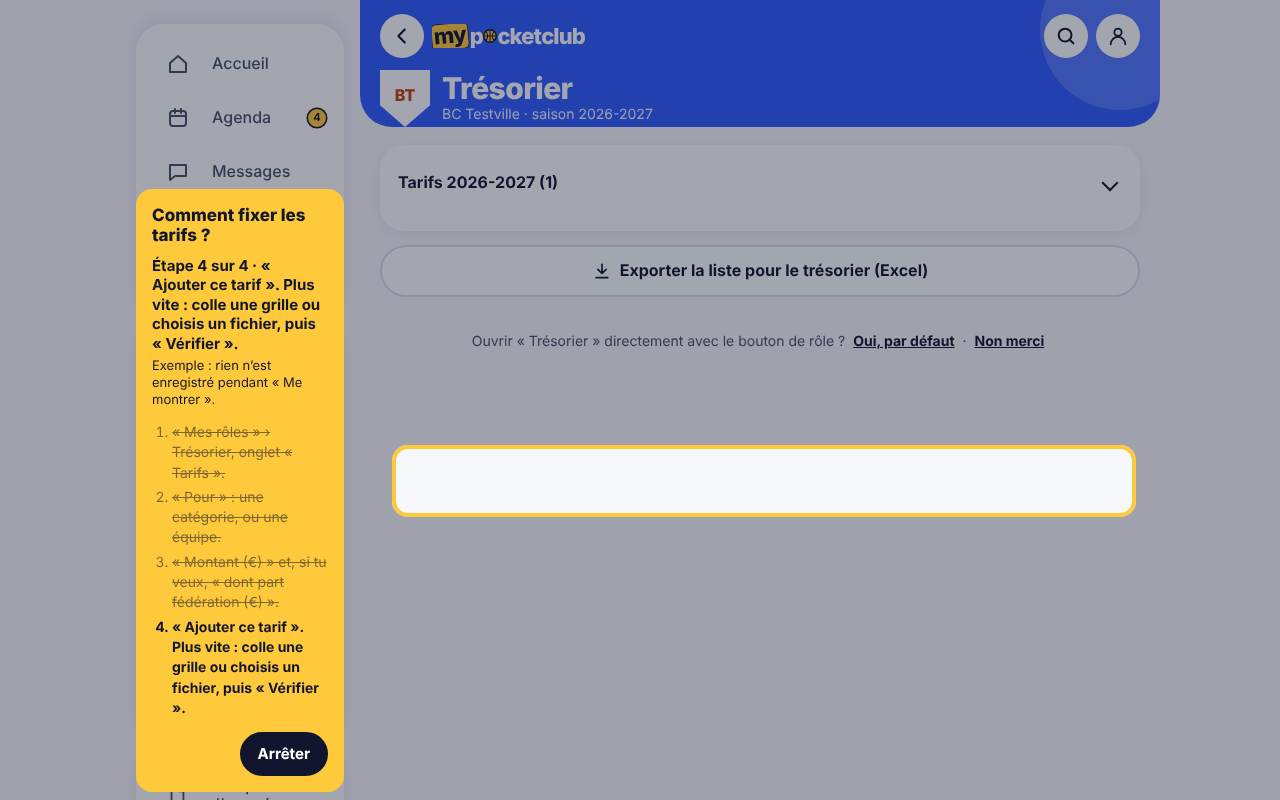 Accueil
Agenda
4
Messages
my pocketclub
BT
Trésorier
BC Testville · saison 2026-2027
Tarifs 2026-2027 (1)
Exporter la liste pour le trésorier (Excel)
Ouvrir « Trésorier » directement avec le bouton de rôle ? Oui, par défaut · Non merci
Comment fixer les
tarifs ?
Étape 4 sur 4 · «
Ajouter ce tarif ». Plus
vite : colle une grille ou
choisis un fichier, puis
« Vérifier ».
Exemple : rien n’est
enregistré pendant « Me
montrer ».
1. « Mes rôles » ›
Trésorier, onglet «
Tarifs ».
2. « Pour » : une
catégorie, ou une
équipe.
3. « Montant (€) » et, si tu
veux, « dont part
fédération (€) ».
4. « Ajouter ce tarif ».
Plus vite : colle une
grille ou choisis un
fichier, puis « Vérifier
».
Arrêter